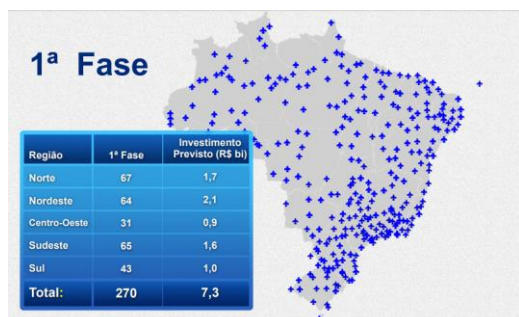 1ª Fase
Região 1ª Fase Investimento Previsto (R$ bi)
Norte 67 1,7
Nordeste 64 2,1
Centro-Oeste 31 0,9
Sudeste 65 1,6
Sul 43 1,0
Total: 270 7,3